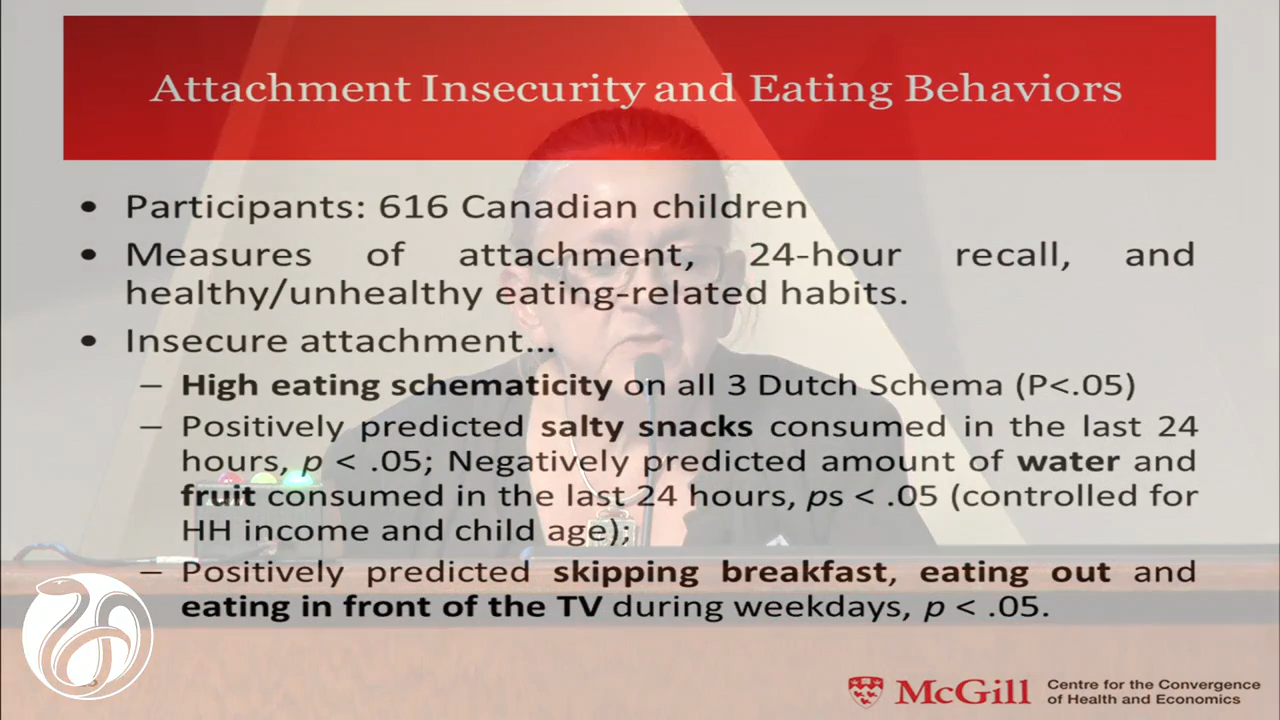 Attachment Insecurity and Eating Behaviors
• Participants: 616 Canadian children
• Measures of attachment, 24-hour recall, and
healthy/unhealthy eating-related habits.
• Insecure attachment…
– High eating schematicity on all 3 Dutch Schema (P<.05)
– Positively predicted salty snacks consumed in the last 24
hours, p < .05; Negatively predicted amount of water and
fruit consumed in the last 24 hours, ps < .05 (controlled for
HH income and child age);
– Positively predicted skipping breakfast, eating out and
eating in front of the TV during weekdays, p < .05.
McGill
Centre for the Convergence
of Health and Economics